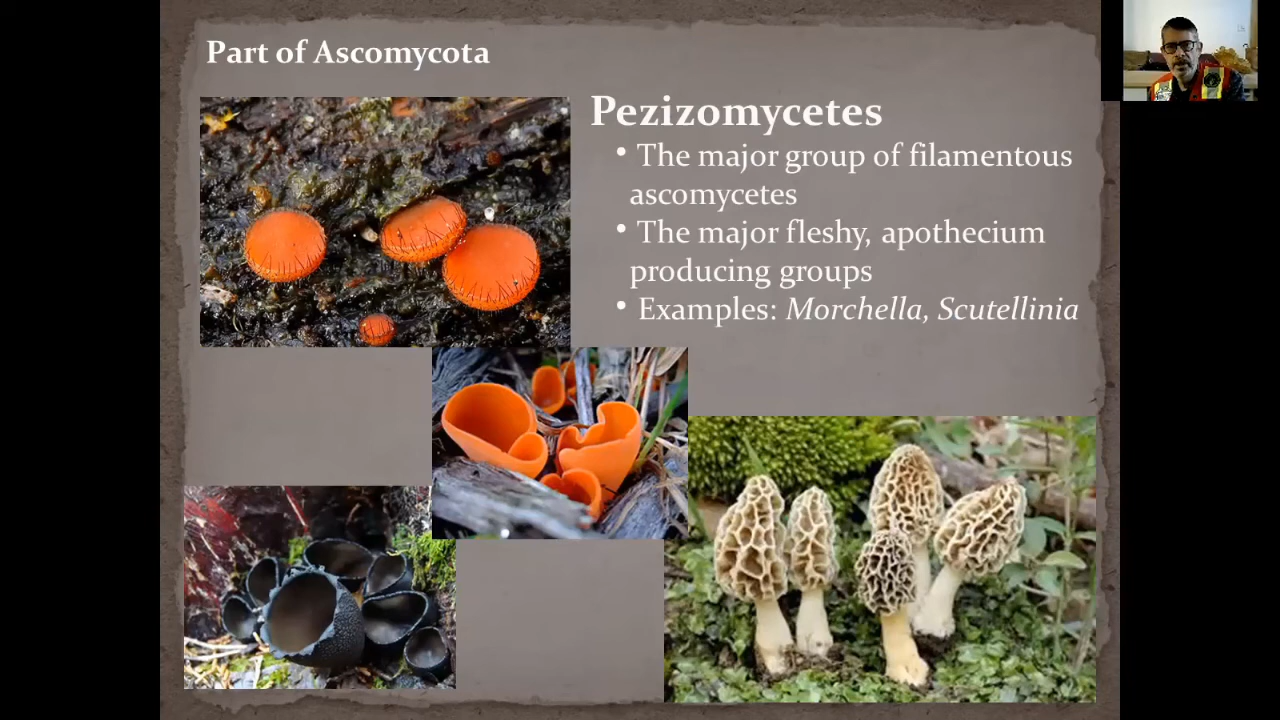 Part of Ascomycota
Pezizomycetes
• The major group of filamentous
ascomycetes
• The major fleshy, apothecium
producing groups
• Examples: Morchella, Scutellinia